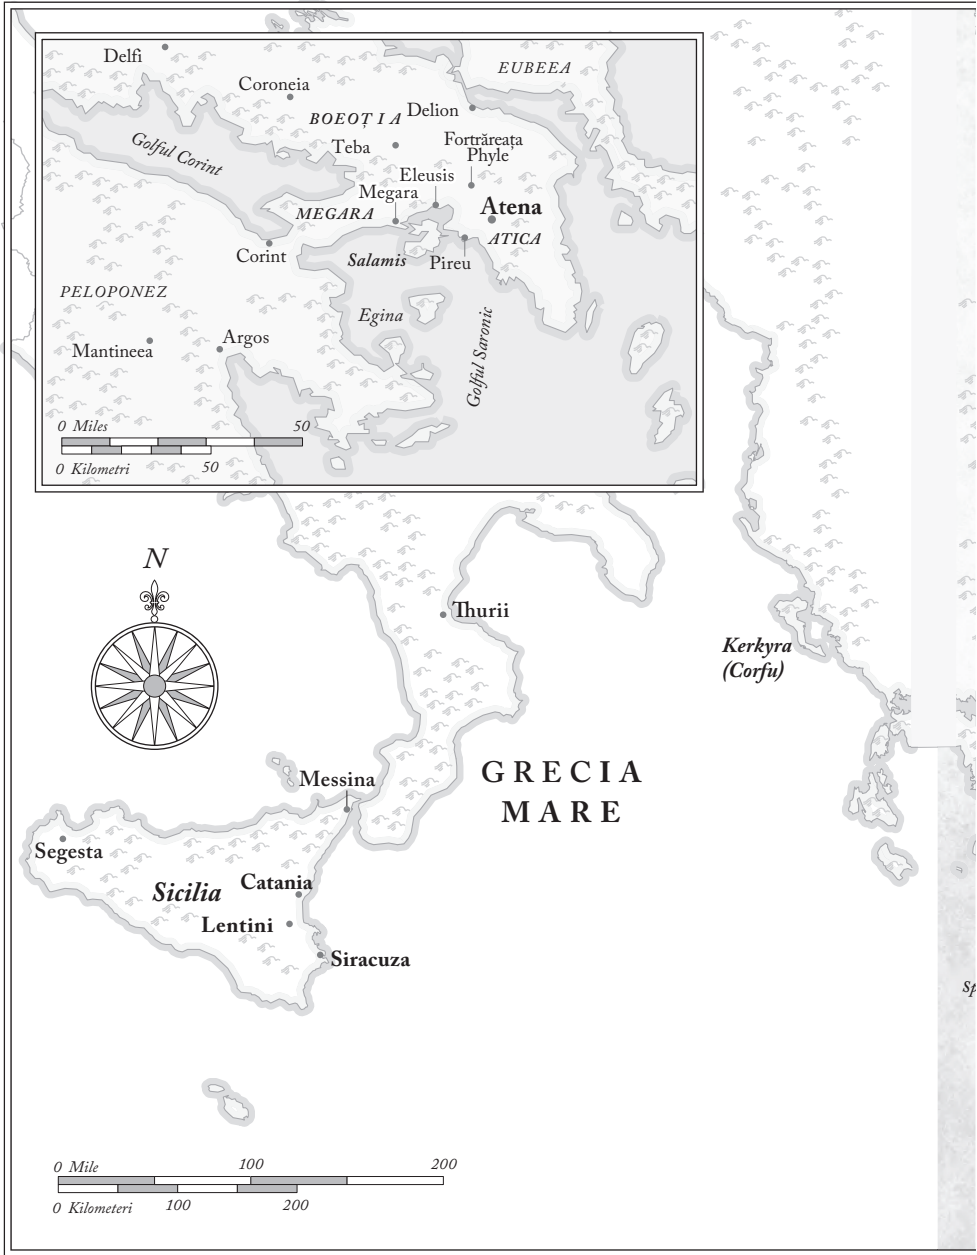 Delfi
EUBEEA
Coroneia
BOEOȚIA
Delion
Golful Corint
Teba
Fortrăreața
Phyle
Eleusis
Megara
MEGARA
Atena
ATICA
Corint
Salamis
Pireu
PELOPONEZ
Egina
Golful Saronic
Mantineea
Argos
0 Miles 50
0 Kilometri 50
N
Thurii
Kerkyra
(Corfu)
GRECIA
MARE
Messina
Segesta
Sicilia
Catania
Lentini
Siracuza
Sp
0 Mile 100 200
0 Kilometeri 100 200